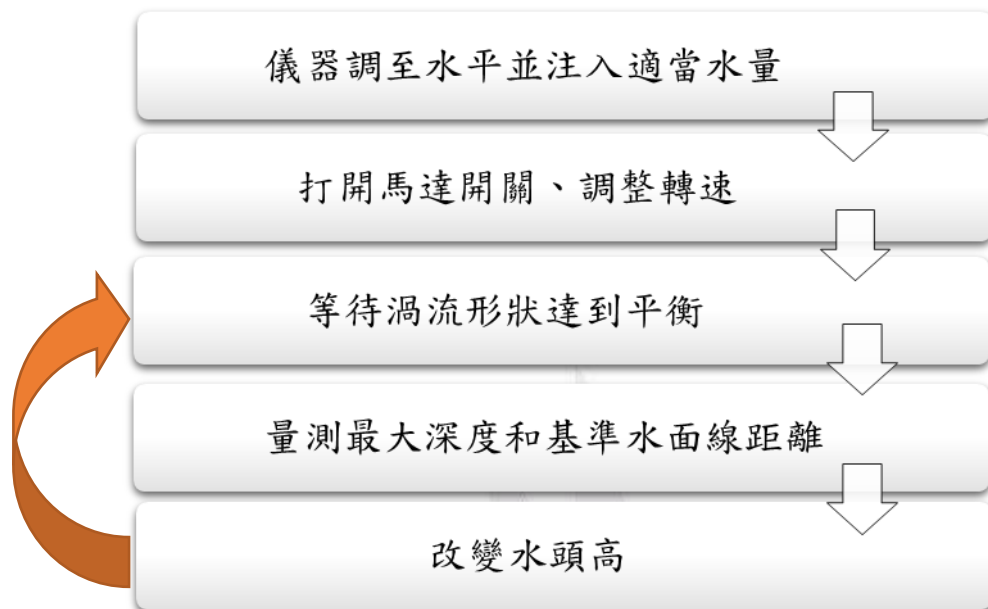 儀器調至水平並注入適當水量
打開馬達開關、調整轉速
等待渦流形狀達到平衡
量測最大深度和基準水面線距離
改變水頭高